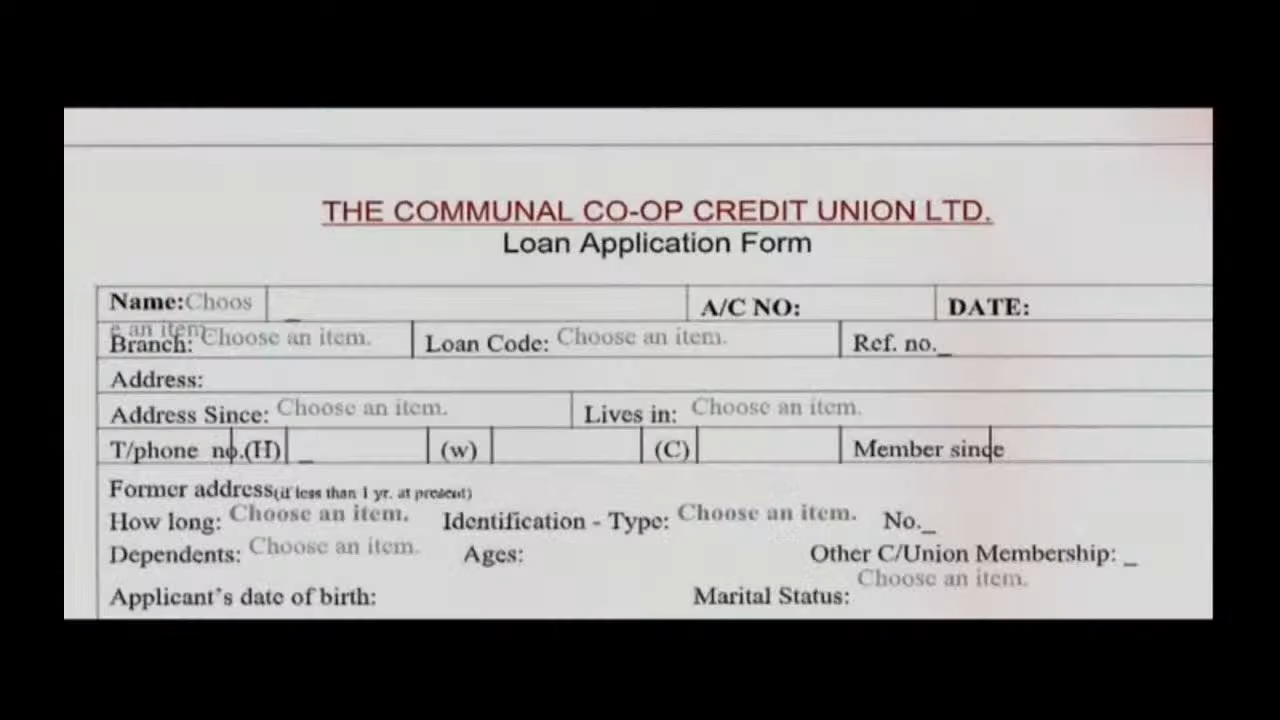 THE COMMUNAL CO-OP CREDIT UNION LTD.
Loan Application Form
Name:Choos A/C NO: DATE:
e an item.
Branch: Choose an item. Loan Code: Choose an item. Ref. no._
Address:
Address Since: Choose an item. Lives in: Choose an item.
T/phone no.(H) _ (w) (C) Member since
Former address(if less than 1 yr. at present)
How long: Choose an item. Identification - Type: Choose an item. No._
Dependents: Choose an item. Ages: Other C/Union Membership: _
Choose an item.
Applicant's date of birth: Marital Status: